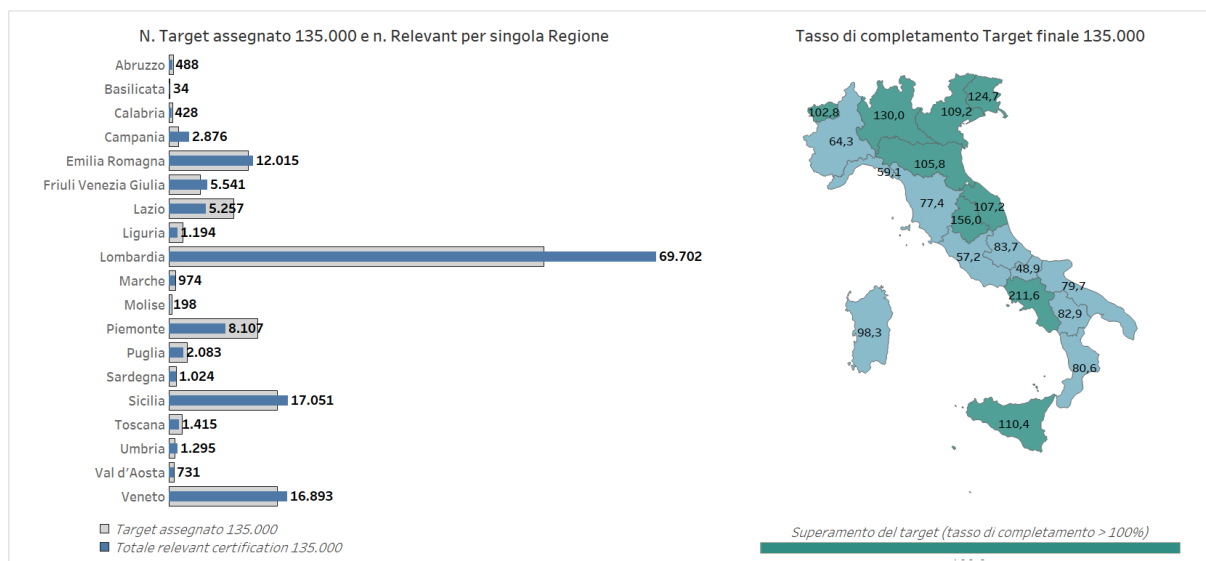 N. Target assegnato 135.000 e n. Relevant per singola Regione
Abruzzo 488
Basilicata 34
Calabria 428
Campania 2.876
Emilia Romagna 12.015
Friuli Venezia Giulia 5.541
Lazio 5.257
Liguria 1.194
Lombardia 69.702
Marche 974
Molise 198
Piemonte 8.107
Puglia 2.083
Sardegna 1.024
Sicilia 17.051
Toscana 1.415
Umbria 1.295
Val d'Aosta 731
Veneto 16.893
Target assegnato 135.000
Totale relevant certification 135.000
Tasso di completamento Target finale 135.000
124,7
102,8
109,2
130,0
64,3
105,8
59,1
77,4
107,2
156,0
83,7
57,2
48,9
79,7
211,6
82,9
98,3
80,6
110,4
Superamento del target (tasso di completamento > 100%)